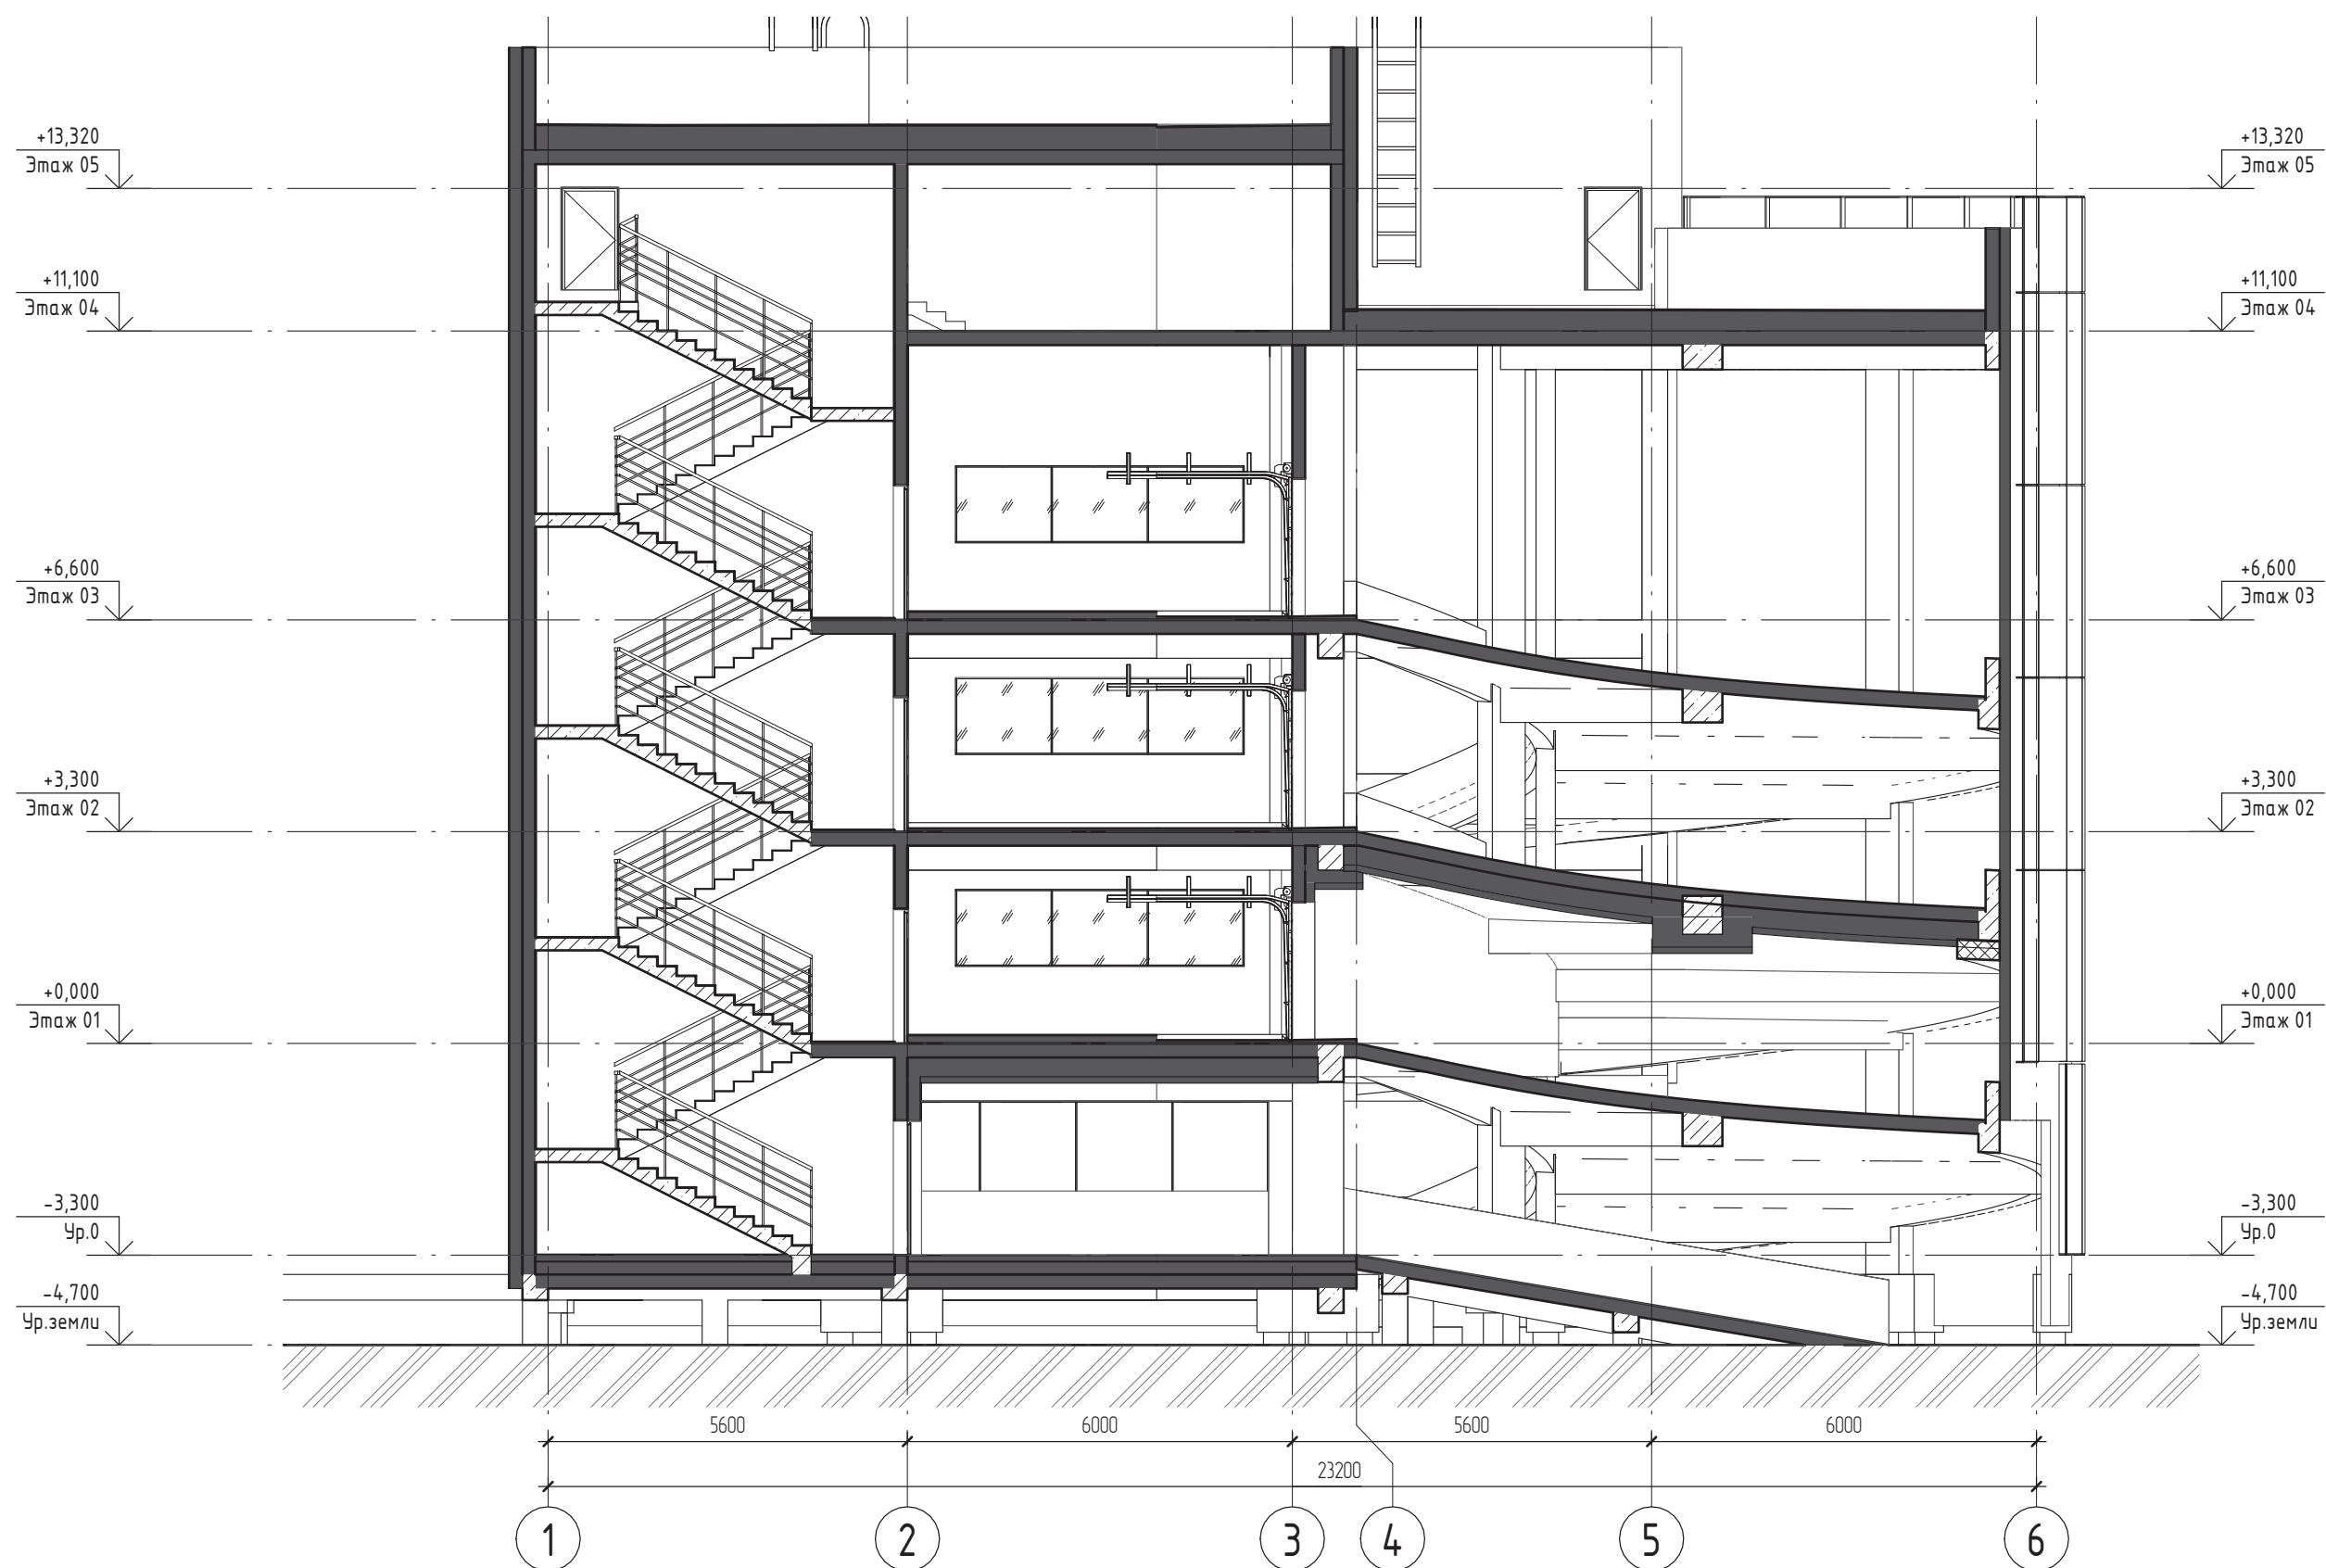 +13,320
Этаж 05
+13,320
Этаж 05
+11,100
Этаж 04
+11,100
Этаж 04
+6,600
Этаж 03
+6,600
Этаж 03
+3,300
Этаж 02
+3,300
Этаж 02
+0,000
Этаж 01
+0,000
Этаж 01
-3,300
Ур.0
-3,300
Ур.0
-4,700
Ур.земли
-4,700
Ур.земли
5600
6000
5600
6000
23200
1
2
3
4
5
6